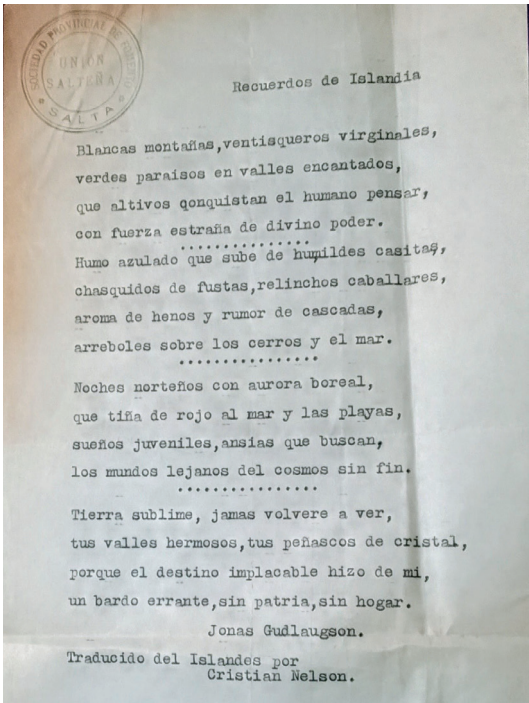 SOCIEDAD PROVINCIAL DE FOMENTO
UNION
SALTEÑA
SALTA
Recuerdos de Islandia
Blancas montañas,ventisqueros virginales,
verdes paraisos en valles encantados,
que altivos qonquistan el humano pensar,
con fuerza estraña de divino poder.
...............
Humo azulado que sube de humildes casitas,
chasquidos de fustas,relinchos caballares,
aroma de henos y rumor de cascadas,
arreboles sobre los cerros y el mar.
................
Noches norteños con aurora boreal,
que tiña de rojo al mar y las playas,
sueños juveniles,ansias que buscan,
los mundos lejanos del cosmos sin fin.
................
Tierra sublime, jamas volvere a ver,
tus valles hermosos,tus peñascos de cristal,
porque el destino implacable hizo de mi,
un bardo errante,sin patria,sin hogar.
Jonas Gudlaugson.
Traducido del Islandes por
Cristian Nelson.